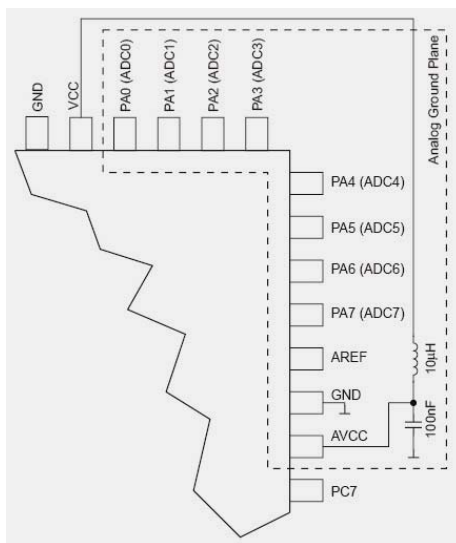 GND
VCC
PA0 (ADC0)
PA1 (ADC1)
PA2 (ADC2)
PA3 (ADC3)
Analog Ground Plane
PA4 (ADC4)
PA5 (ADC5)
PA6 (ADC6)
PA7 (ADC7)
AREF
10μH
GND
AVCC
100nF
PC7